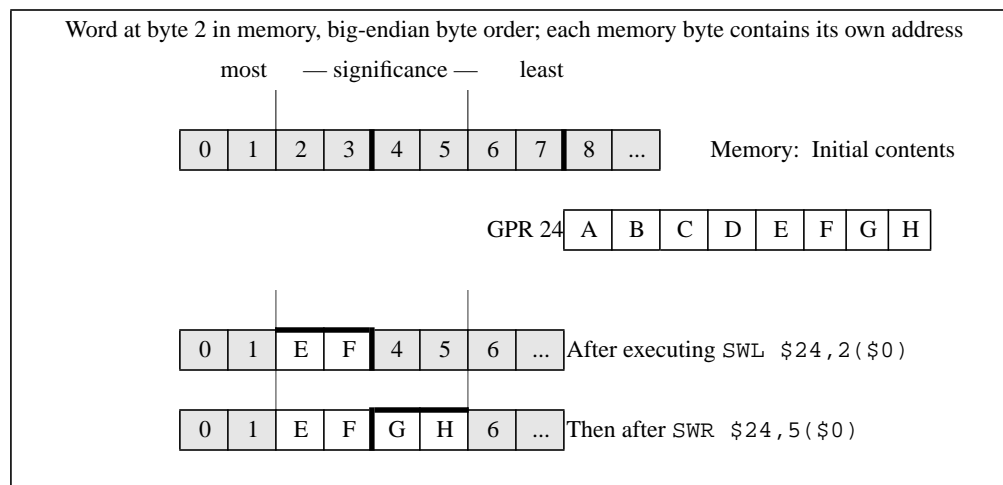 Word at byte 2 in memory, big-endian byte order; each memory byte contains its own address
most — significance — least
0 1 2 3 4 5 6 7 8 ... Memory: Initial contents
GPR 24 A B C D E F G H
0 1 E F 4 5 6 ... After executing SWL $24,2($0)
0 1 E F G H 6 ... Then after SWR $24,5($0)